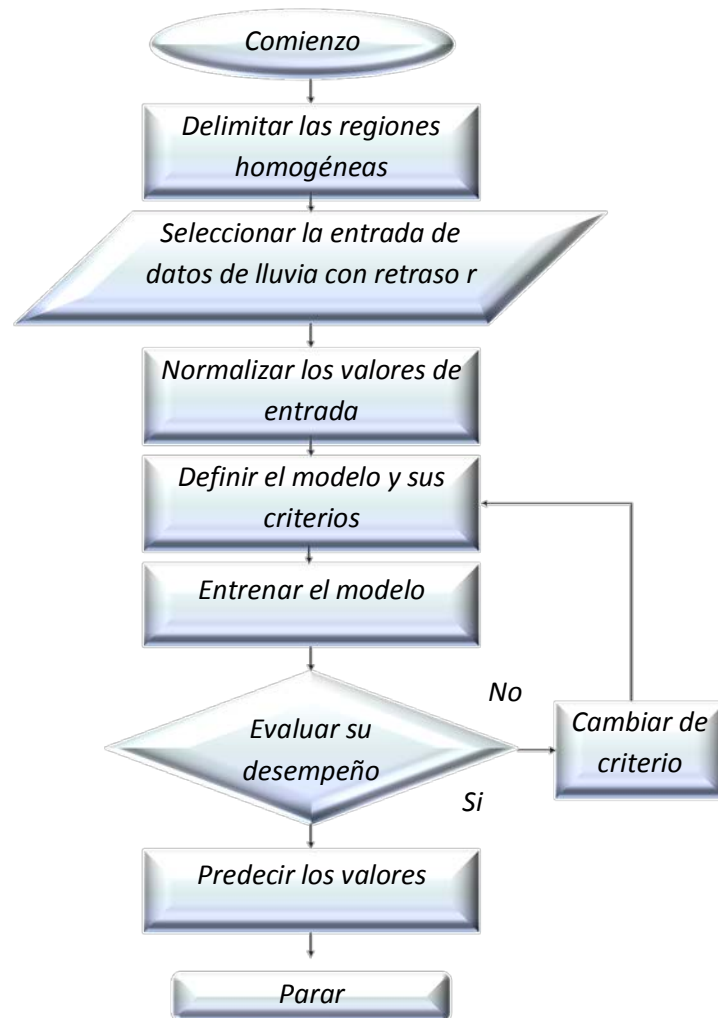 Comienzo
Delimitar las regiones
homogéneas
Seleccionar la entrada de
datos de lluvia con retraso r
Normalizar los valores de
entrada
Definir el modelo y sus
criterios
Entrenar el modelo
No
Evaluar su
desempeño
Cambiar de
criterio
Si
Predecir los valores
Parar